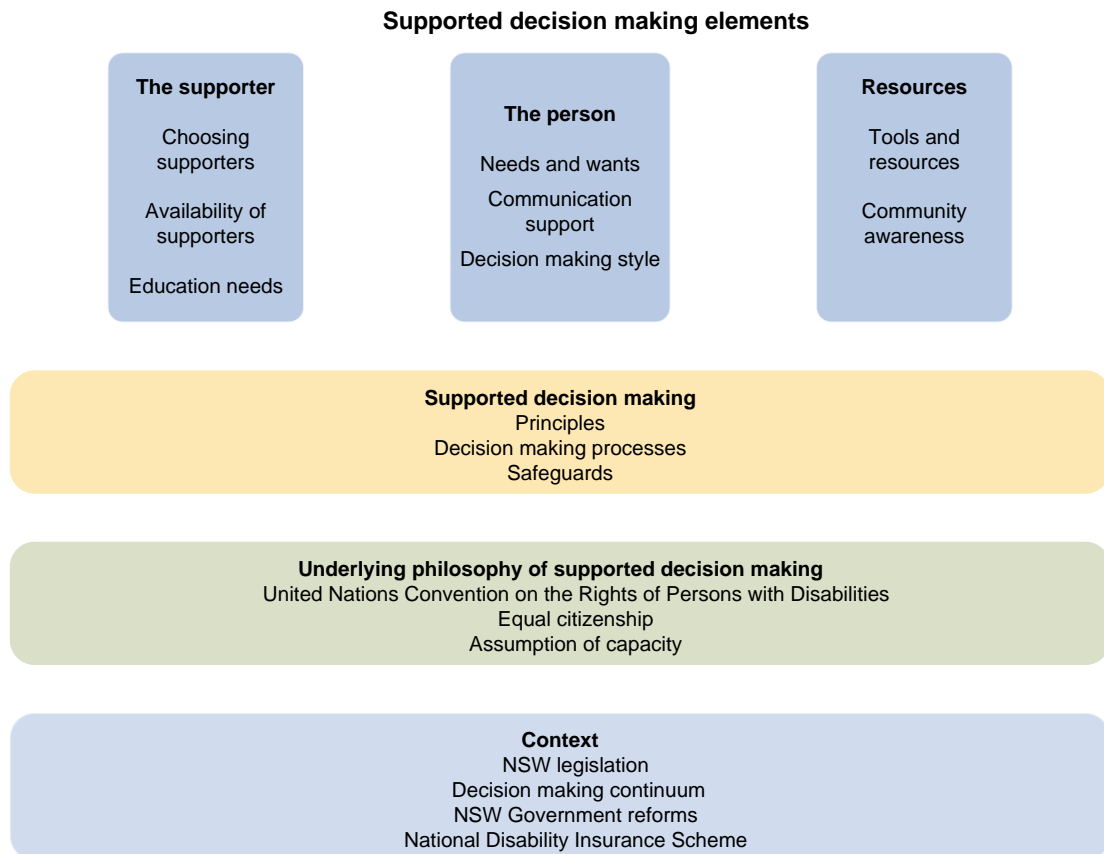 Supported decision making elements
The supporter
Choosing
supporters
Availability of
supporters
Education needs
The person
Needs and wants
Communication
support
Decision making style
Resources
Tools and
resources
Community
awareness
Supported decision making
Principles
Decision making processes
Safeguards
Underlying philosophy of supported decision making
United Nations Convention on the Rights of Persons with Disabilities
Equal citizenship
Assumption of capacity
Context
NSW legislation
Decision making continuum
NSW Government reforms
National Disability Insurance Scheme